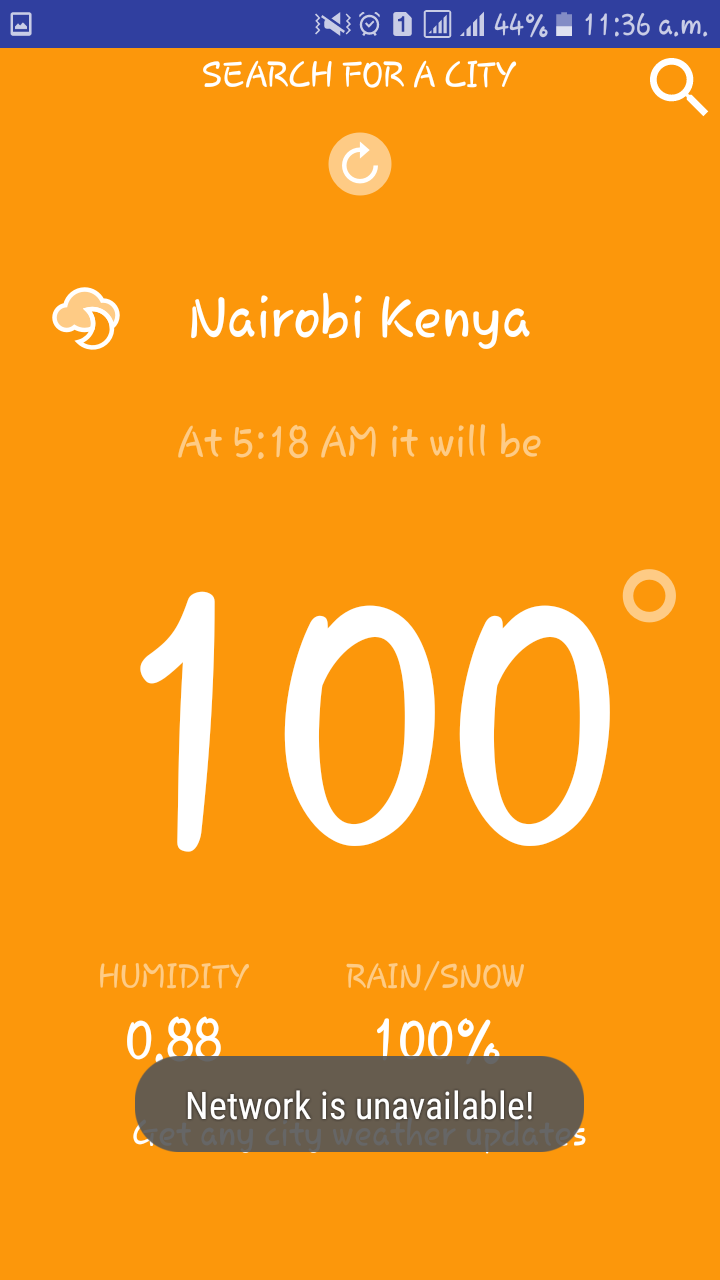 1 44% 11:36 a.m.
SEARCH FOR A CITY
Nairobi Kenya
At 5:18 AM it will be
100
HUMIDITY RAIN/SNOW
0.88 100%
Network is unavailable!
Get any city weather updates